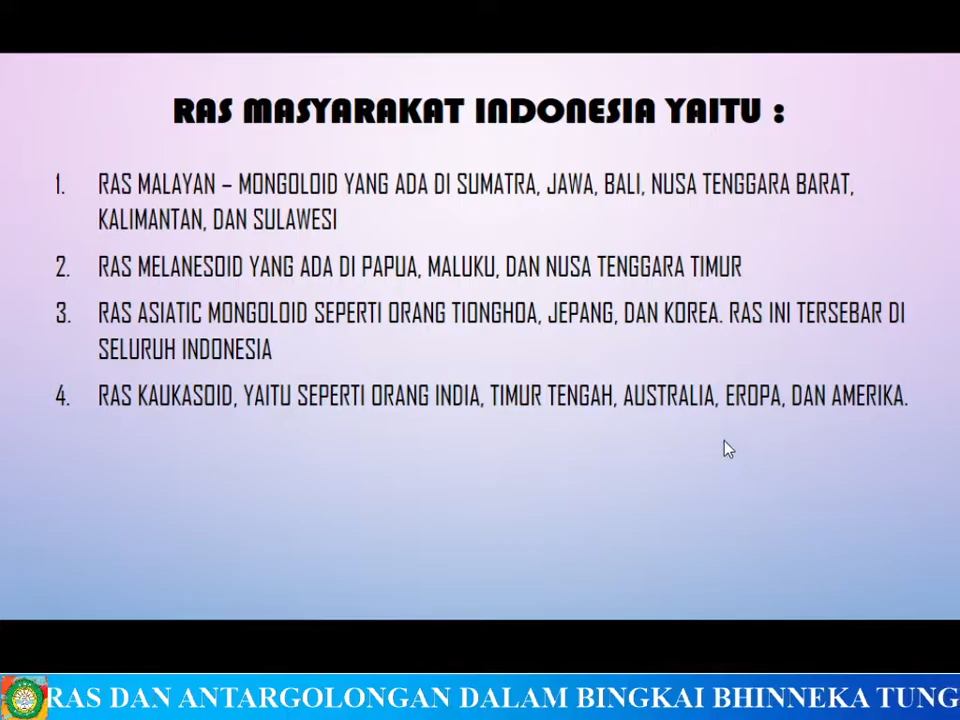 RAS MASYARAKAT INDONESIA YAITU :
1. RAS MALAYAN – MONGOLOID YANG ADA DI SUMATRA, JAWA, BALI, NUSA TENGGARA BARAT,
KALIMANTAN, DAN SULAWESI
2. RAS MELANESOID YANG ADA DI PAPUA, MALUKU, DAN NUSA TENGGARA TIMUR
3. RAS ASIATIC MONGOLOID SEPERTI ORANG TIONGHOA, JEPANG, DAN KOREA. RAS INI TERSEBAR DI
SELURUH INDONESIA
4. RAS KAUKASOID, YAITU SEPERTI ORANG INDIA, TIMUR TENGAH, AUSTRALIA, EROPA, DAN AMERIKA.
RAS DAN ANTARGOLONGAN DALAM BINGKAI BHINNEKA TUNG